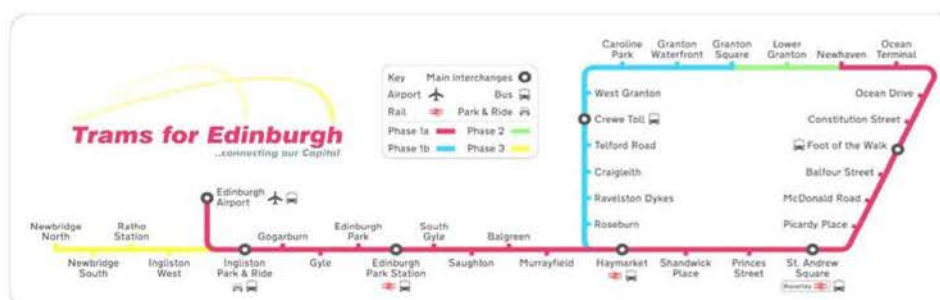 Trams for Edinburgh
...connecting our Capital
Key
Main Interchanges
Airport
Bus
Rail
Park & Ride
Phase 1a
Phase 2
Phase 1b
Phase 3
Caroline
Park
Granton
Waterfront
Granton
Square
Lower
Granton
Newhaven
Ocean
Terminal
West Granton
Ocean Drive
Crewe Toll
Constitution Street
Telford Road
Foot of the Walk
Craigleith
Balfour Street
Ravelston Dykes
McDonald Road
Roseburn
Picardy Place
Edinburgh
Airport
Newbridge
North
Ratho
Station
Gogarburn
Edinburgh
Park
South
Gyle
Balgreen
Newbridge
South
Ingliston
West
Ingliston
Park & Ride
Gyle
Edinburgh
Park Station
Saughton
Murrayfield
Haymarket
Shandwick
Place
Princes
Street
St. Andrew
Square
Waverley